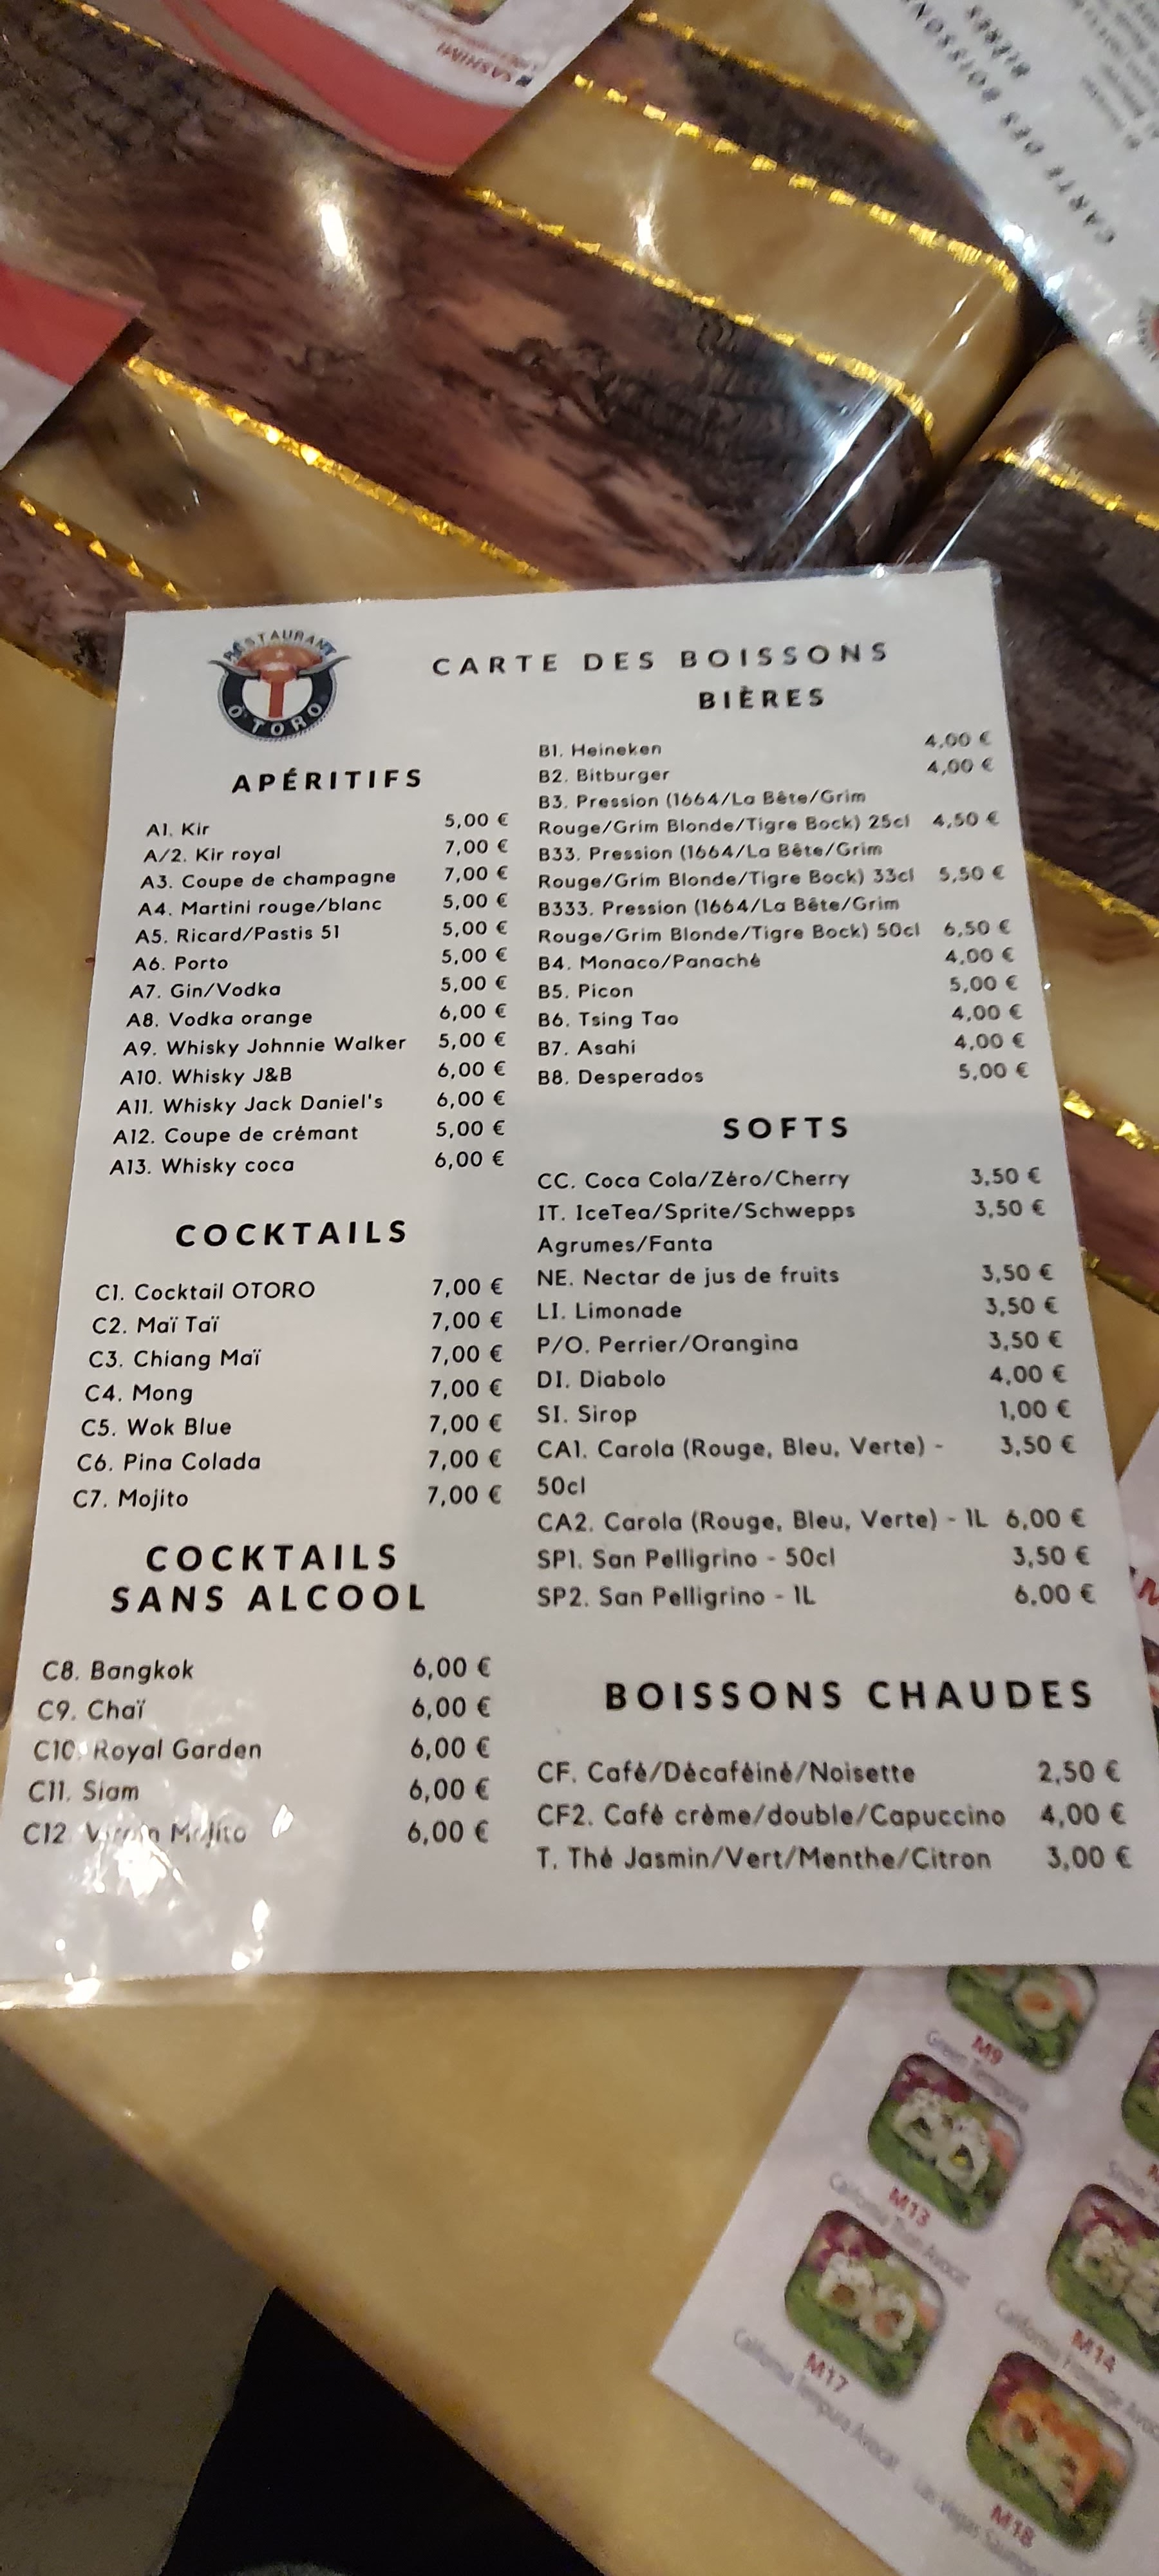 SASHIMI
CARTE DES BOISSONS
BIÈRES
RESTAURANT
O'TORO
CARTE DES BOISSONS
APÉRITIFS
A1. Kir 5,00 €
A/2. Kir royal 7,00 €
A3. Coupe de champagne 7,00 €
A4. Martini rouge/blanc 5,00 €
A5. Ricard/Pastis 51 5,00 €
A6. Porto 5,00 €
A7. Gin/Vodka 5,00 €
A8. Vodka orange 6,00 €
A9. Whisky Johnnie Walker 5,00 €
A10. Whisky J&B 6,00 €
A11. Whisky Jack Daniel's 6,00 €
A12. Coupe de crémant 5,00 €
A13. Whisky coca 6,00 €
COCKTAILS
C1. Cocktail OTORO 7,00 €
C2. Maï Taï 7,00 €
C3. Chiang Maï 7,00 €
C4. Mong 7,00 €
C5. Wok Blue 7,00 €
C6. Pina Colada 7,00 €
C7. Mojito 7,00 €
COCKTAILS
SANS ALCOOL
C8. Bangkok 6,00 €
C9. Chaï 6,00 €
C10. Royal Garden 6,00 €
C11. Siam 6,00 €
C12. Virgin Mojito 6,00 €
BIÈRES
B1. Heineken 4,00 €
B2. Bitburger 4,00 €
B3. Pression (1664/La Bête/Grim
Rouge/Grim Blonde/Tigre Bock) 25cl 4,50 €
B33. Pression (1664/La Bête/Grim
Rouge/Grim Blonde/Tigre Bock) 33cl 5,50 €
B333. Pression (1664/La Bête/Grim
Rouge/Grim Blonde/Tigre Bock) 50cl 6,50 €
B4. Monaco/Panaché 4,00 €
B5. Picon 5,00 €
B6. Tsing Tao 4,00 €
B7. Asahi 4,00 €
B8. Desperados 5,00 €
SOFTS
CC. Coca Cola/Zéro/Cherry 3,50 €
IT. IceTea/Sprite/Schwepps 3,50 €
Agrumes/Fanta
NE. Nectar de jus de fruits 3,50 €
LI. Limonade 3,50 €
P/O. Perrier/Orangina 3,50 €
DI. Diabolo 4,00 €
SI. Sirop 1,00 €
CA1. Carola (Rouge, Bleu, Verte) - 3,50 €
50cl
CA2. Carola (Rouge, Bleu, Verte) - 1L 6,00 €
SP1. San Pelligrino - 50cl 3,50 €
SP2. San Pelligrino - 1L 6,00 €
BOISSONS CHAUDES
CF. Café/Décaféiné/Noisette 2,50 €
CF2. Café crème/double/Capuccino 4,00 €
T. Thé Jasmin/Vert/Menthe/Citron 3,00 €
M9
Green Tempura
M13
California Thon Avocat
M14
M17
California Tempura Avocat
M18